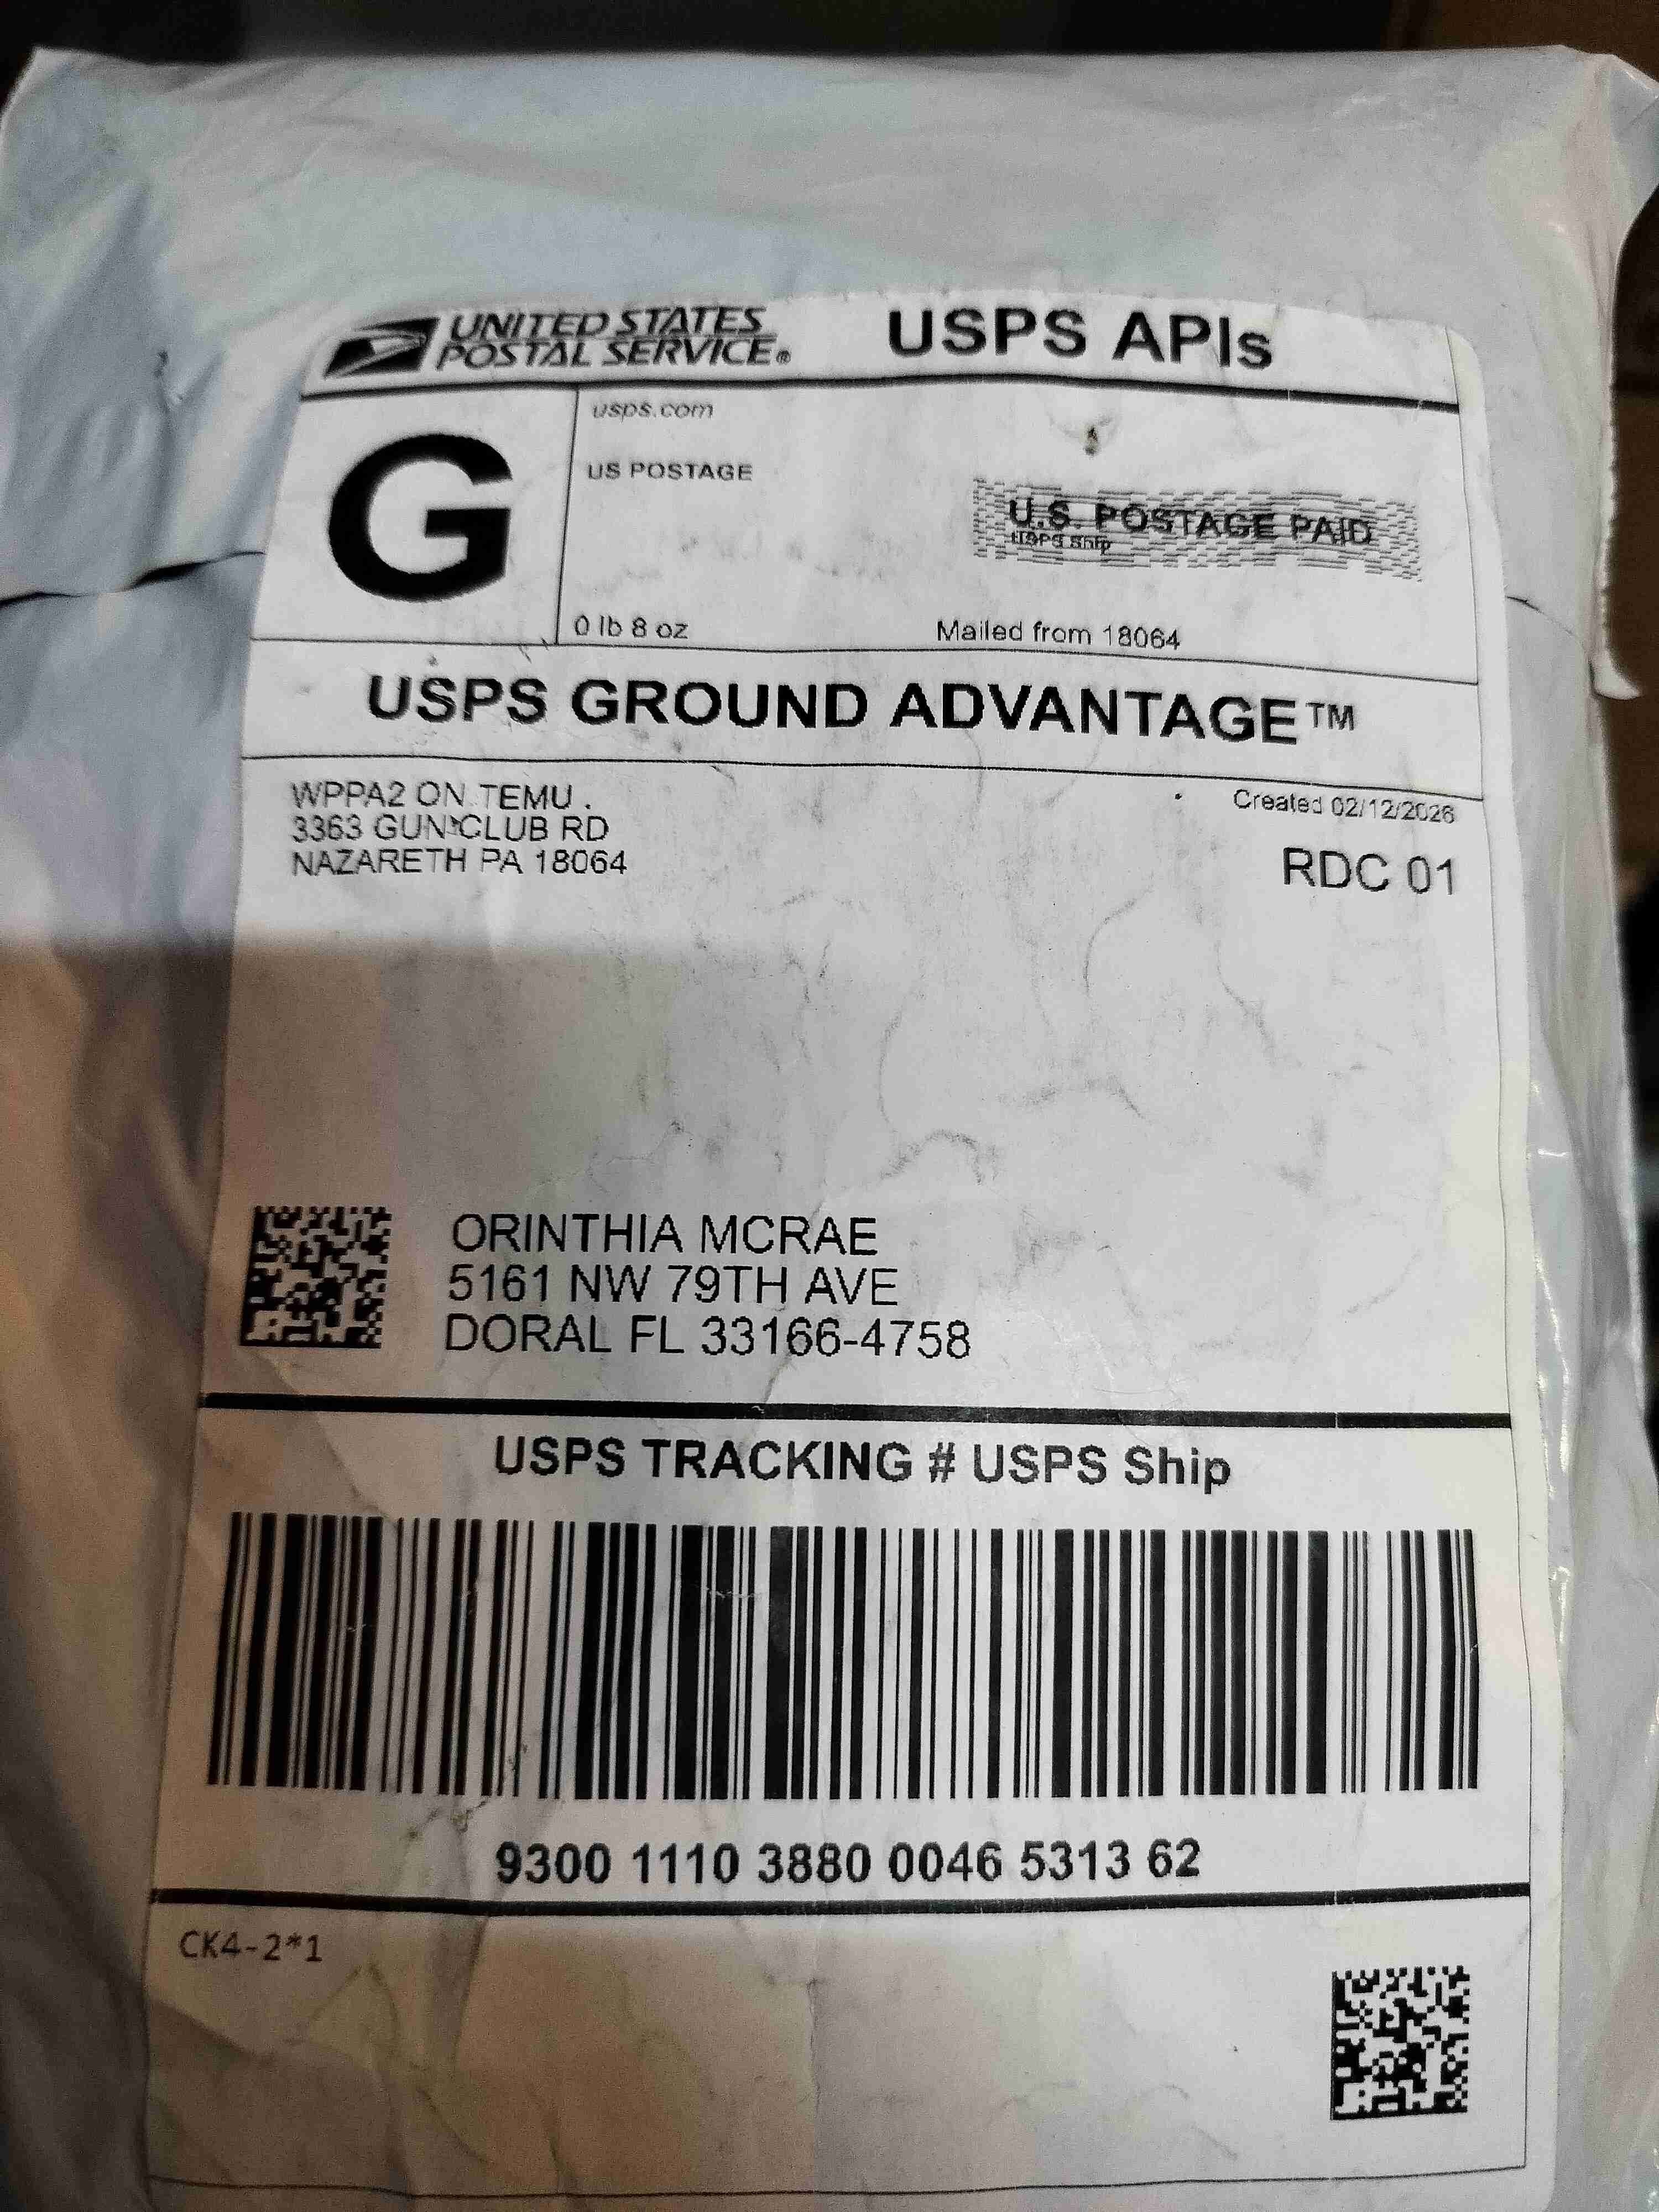 UNITED STATES
POSTAL SERVICE®
USPS APIs
G
usps.com
US POSTAGE
U.S. POSTAGE PAID
USPS Ship
0 lb 8 oz
Mailed from 18064
USPS GROUND ADVANTAGE™
WPPA2 ON TEMU .
3363 GUN CLUB RD
NAZARETH PA 18064
Created 02/12/2026
RDC 01
ORINTHIA MCRAE
5161 NW 79TH AVE
DORAL FL 33166-4758
USPS TRACKING # USPS Ship
9300 1110 3880 0046 5313 62
CK4-2*1